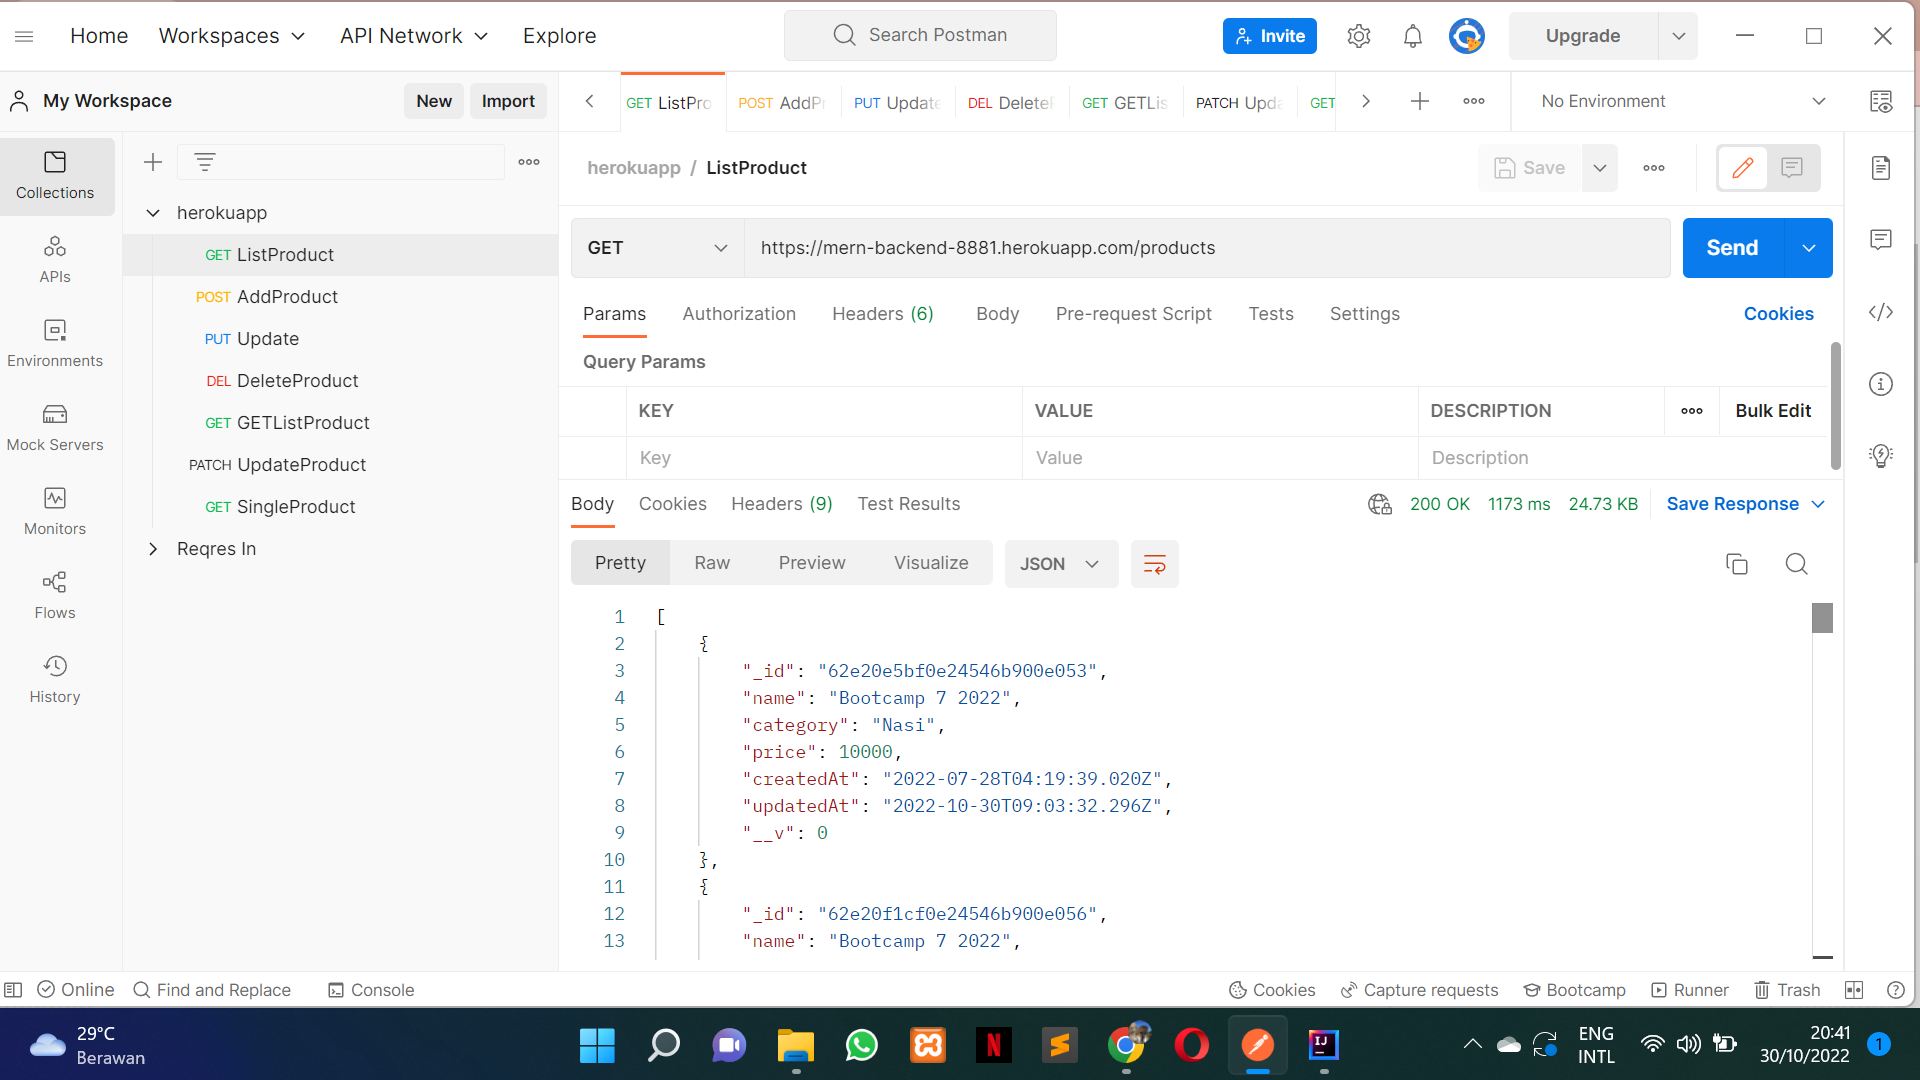 Home
Workspaces
API Network
Explore
Search Postman
Invite
Upgrade
My Workspace
New
Import
GET ListPro
POST AddPr
PUT Update
DEL DeleteP
GET GETLis
PATCH Upda
GET
No Environment
Collections
APIs
Environments
Mock Servers
Monitors
Flows
History
herokuapp
GET ListProduct
POST AddProduct
PUT Update
DEL DeleteProduct
GET GETListProduct
PATCH UpdateProduct
GET SingleProduct
Reqres In
herokuapp / ListProduct
Save
GET
https://mern-backend-8881.herokuapp.com/products
Send
Params
Authorization
Headers (6)
Body
Pre-request Script
Tests
Settings
Cookies
Query Params
KEY
VALUE
DESCRIPTION
Bulk Edit
Key
Value
Description
Body
Cookies
Headers (9)
Test Results
200 OK
1173 ms
24.73 KB
Save Response
Pretty
Raw
Preview
Visualize
JSON
1 [
2 {
3 "_id": "62e20e5bf0e24546b900e053",
4 "name": "Bootcamp 7 2022",
5 "category": "Nasi",
6 "price": 10000,
7 "createdAt": "2022-07-28T04:19:39.020Z",
8 "updatedAt": "2022-10-30T09:03:32.296Z",
9 "__v": 0
10 },
11 {
12 "_id": "62e20f1cf0e24546b900e056",
13 "name": "Bootcamp 7 2022",
Online
Find and Replace
Console
Cookies
Capture requests
Bootcamp
Runner
Trash
29°C
Berawan
N
IJ
ENG
INTL
20:41
30/10/2022
1